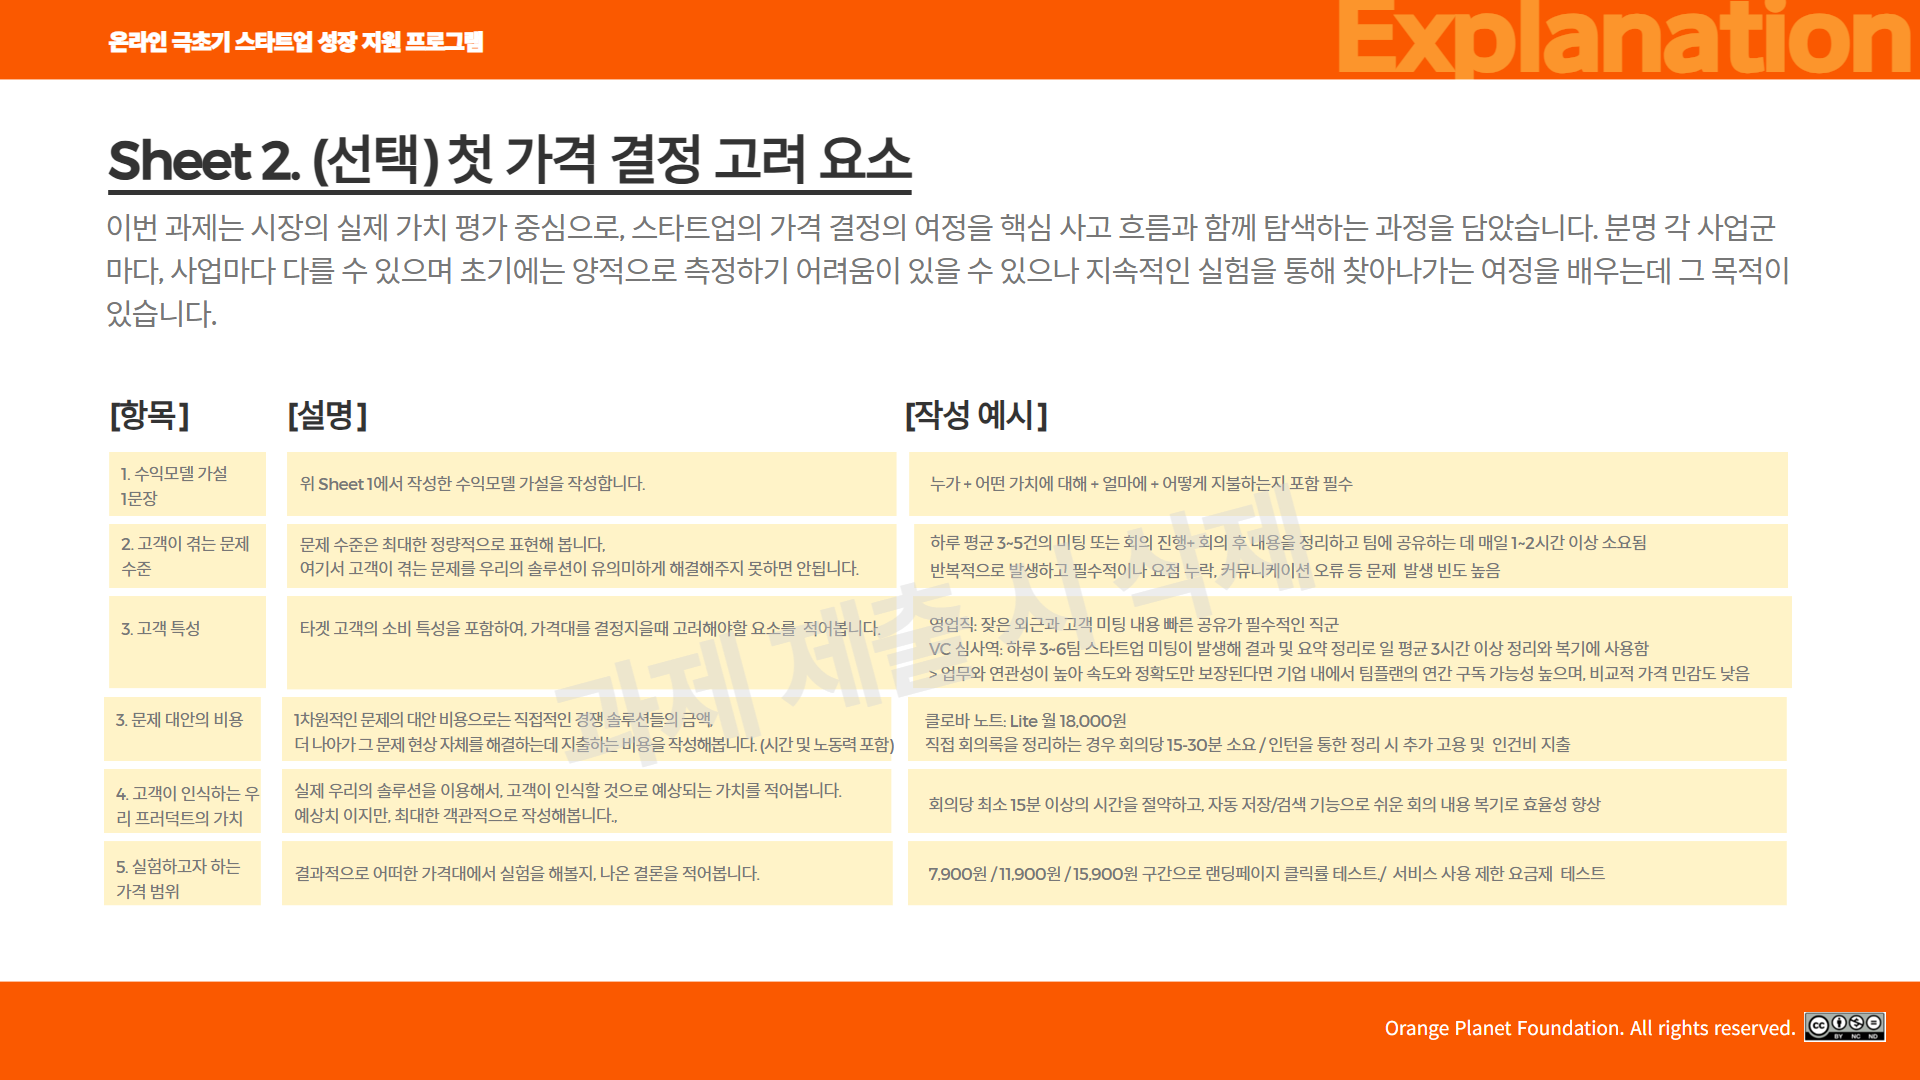 온라인 극초기 스타트업 성장 지원 프로그램
Explanation
Sheet 2. (선택) 첫 가격 결정 고려 요소
이번 과제는 시장의 실제 가치 평가 중심으로, 스타트업의 가격 결정의 여정을 핵심 사고 흐름과 함께 탐색하는 과정을 담았습니다. 분명 각 사업군
마다, 사업마다 다를 수 있으며 초기에는 양적으로 측정하기 어려움이 있을 수 있으나 지속적인 실험을 통해 찾아나가는 여정을 배우는데 그 목적이
있습니다.
[항목]
[설명]
[작성 예시]
1. 수익모델 가설
1문장
위 Sheet 1에서 작성한 수익모델 가설을 작성합니다.
누가 + 어떤 가치에 대해 + 얼마에 + 어떻게 지불하는지 포함 필수
2. 고객이 겪는 문제
수준
문제 수준은 최대한 정량적으로 표현해 봅니다,
여기서 고객이 겪는 문제를 우리의 솔루션이 유의미하게 해결해주지 못하면 안됩니다.
하루 평균 3~5건의 미팅 또는 회의 진행+ 회의 후 내용을 정리하고 팀에 공유하는 데 매일 1~2시간 이상 소요됨
반복적으로 발생하고 필수적이나 요점 누락, 커뮤니케이션 오류 등 문제 발생 빈도 높음
3. 고객 특성
타겟 고객의 소비 특성을 포함하여, 가격대를 결정지을때 고려해야할 요소를 적어봅니다.
영업직: 잦은 외근과 고객 미팅 내용 빠른 공유가 필수적인 직군
VC 심사역: 하루 3~6팀 스타트업 미팅이 발생해 결과 및 요약 정리로 일 평균 3시간 이상 정리와 복기에 사용함
> 업무와 연관성이 높아 속도와 정확도만 보장된다면 기업 내에서 팀플랜의 연간 구독 가능성 높으며, 비교적 가격 민감도 낮음
3. 문제 대안의 비용
1차원적인 문제의 대안 비용으로는 직접적인 경쟁 솔루션들의 금액,
더 나아가 그 문제 현상 자체를 해결하는데 지출하는 비용을 작성해봅니다. (시간 및 노동력 포함)
클로바 노트: Lite 월 18,000원
직접 회의록을 정리하는 경우 회의당 15-30분 소요 / 인턴을 통한 정리 시 추가 고용 및 인건비 지출
4. 고객이 인식하는 우
리 프러덕트의 가치
실제 우리의 솔루션을 이용해서, 고객이 인식할 것으로 예상되는 가치를 적어봅니다.
예상치 이지만, 최대한 객관적으로 작성해봅니다.,
회의당 최소 15분 이상의 시간을 절약하고, 자동 저장/검색 기능으로 쉬운 회의 내용 복기로 효율성 향상
5. 실험하고자 하는
가격 범위
결과적으로 어떠한 가격대에서 실험을 해볼지, 나온 결론을 적어봅니다.
7,900원 / 11,900원 / 15,900원 구간으로 랜딩페이지 클릭률 테스트./ 서비스 사용 제한 요금제 테스트
과제 제출 시 삭제
Orange Planet Foundation. All rights reserved.
cc
BY NC ND